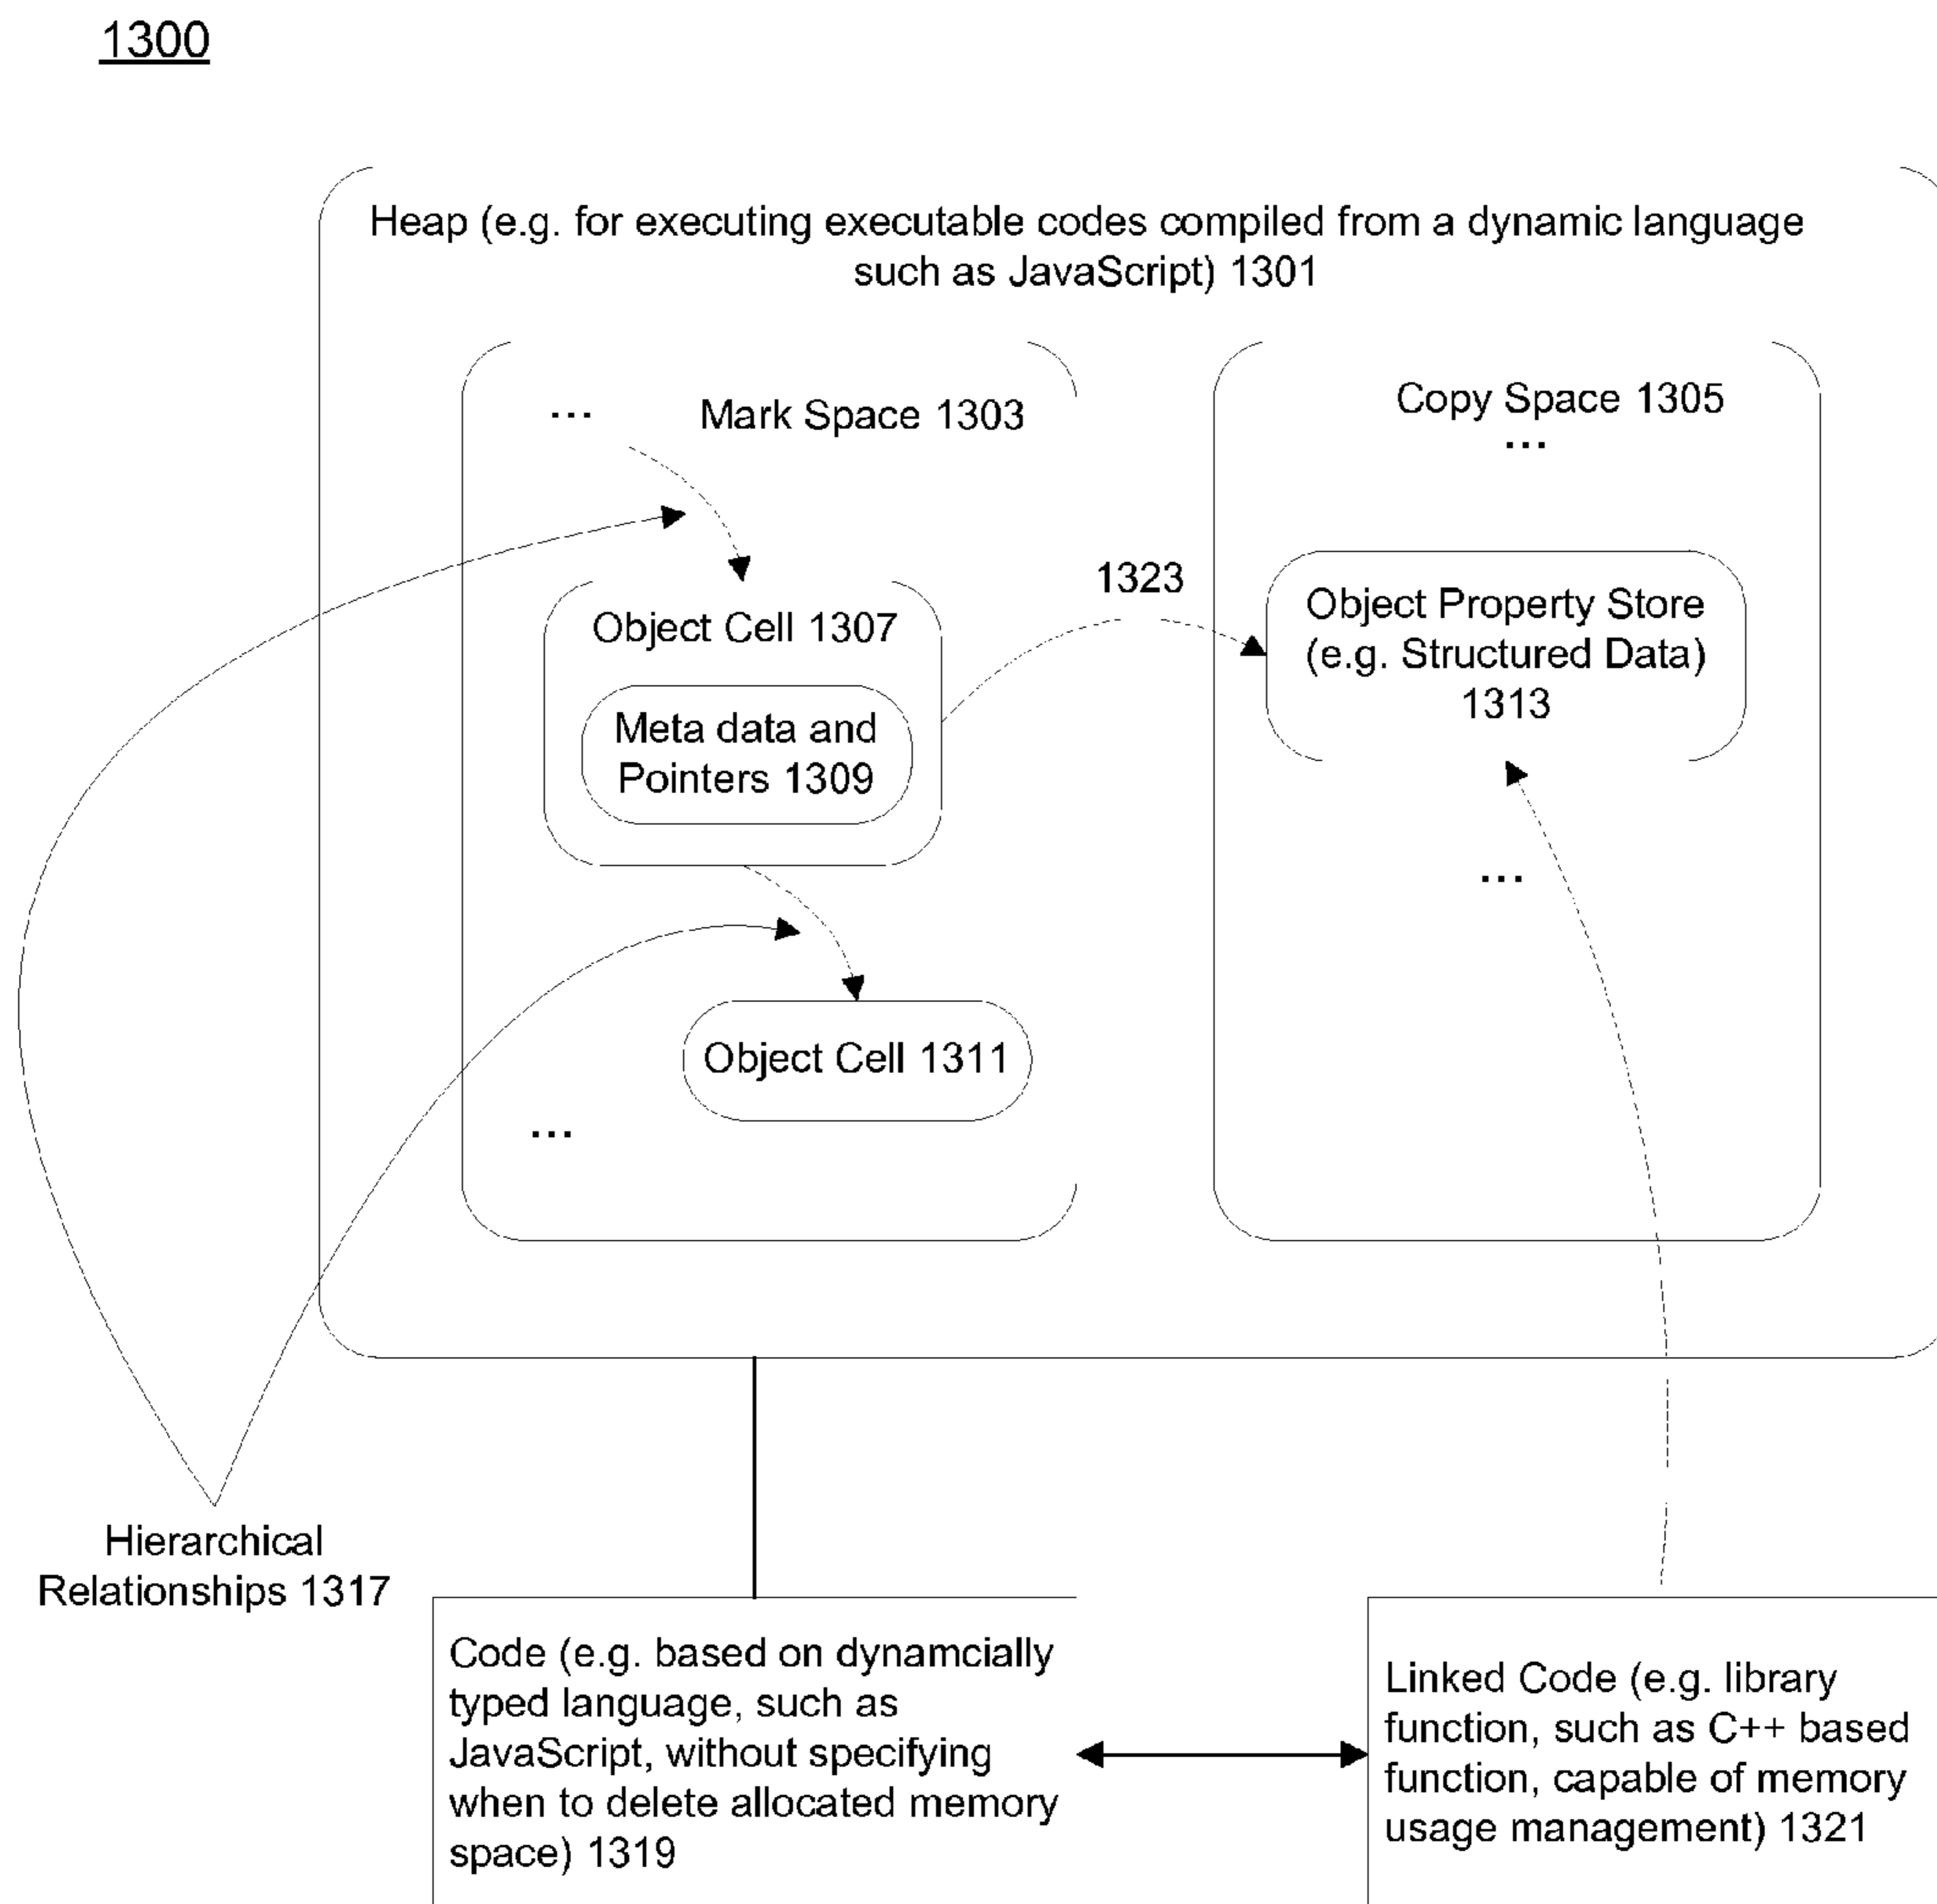 1300
Heap (e.g. for executing executable codes compiled from a dynamic language
such as JavaScript) 1301
... Mark Space 1303
Copy Space 1305
...
1323
Object Cell 1307
Meta data and
Pointers 1309
Object Property Store
(e.g. Structured Data)
1313
...
Object Cell 1311
...
Hierarchical
Relationships 1317
Code (e.g. based on dynamcially
typed language, such as
JavaScript, without specifying
when to delete allocated memory
space) 1319
Linked Code (e.g. library
function, such as C++ based
function, capable of memory
usage management) 1321